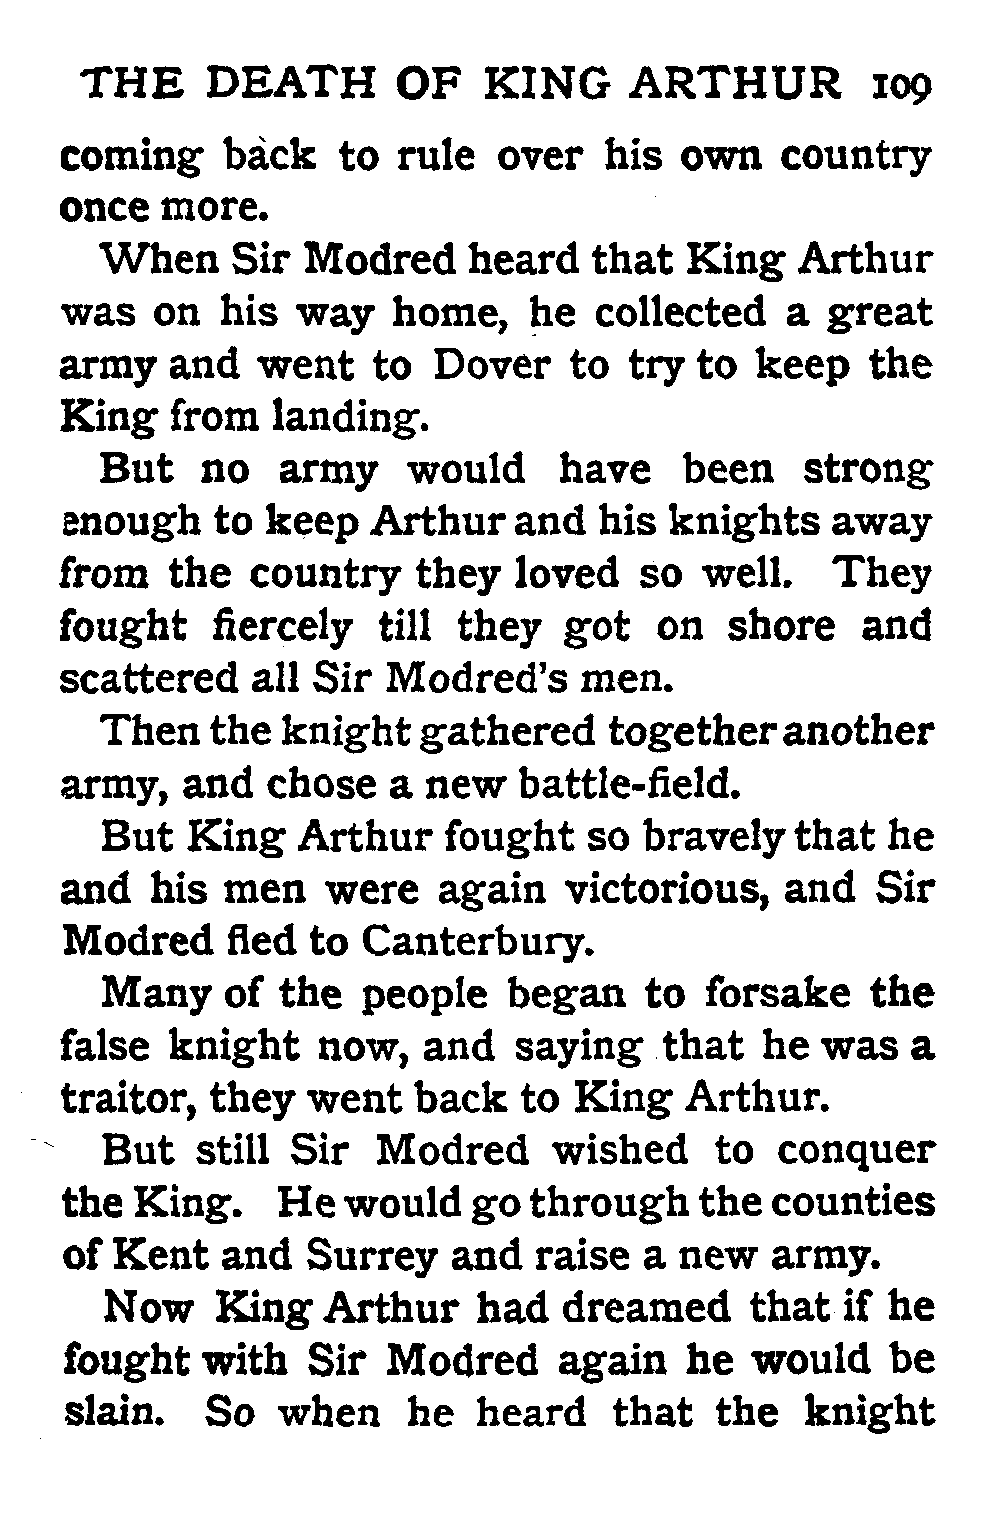 THE DEATH OF KING ARTHUR 109
coming back to rule over his own country
once more.
When Sir Modred heard that King Arthur
was on his way home, he collected a great
army and went to Dover to try to keep the
King from landing.
But no army would have been strong
enough to keep Arthur and his knights away
from the country they loved so well. They
fought fiercely till they got on shore and
scattered all Sir Modred's men.
Then the knight gathered together another
army, and chose a new battle-field.
But King Arthur fought so bravely that he
and his men were again victorious, and Sir
Modred fled to Canterbury.
Many of the people began to forsake the
false knight now, and saying that he was a
traitor, they went back to King Arthur.
But still Sir Modred wished to conquer
the King. He would go through the counties
of Kent and Surrey and raise a new army.
Now King Arthur had dreamed that if he
fought with Sir Modred again he would be
slain. So when he heard that the knight